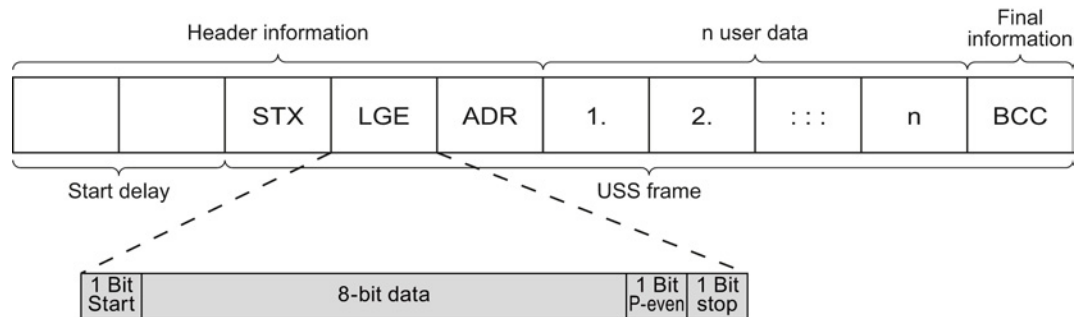 Header information
n user data
Final
information
STX LGE ADR 1. 2. : : : n BCC
Start delay
USS frame
1 Bit
Start
8-bit data
1 Bit
P-even
1 Bit
stop